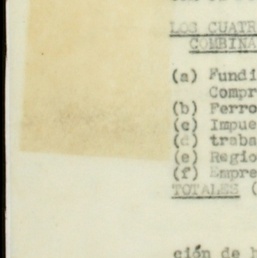 LOS CUATR
COMBINA
(a) Fundi
Compr
(b) Ferro
(c) Impue
(d) traba
(e) Regio
(f) Empre
TOTALES (
ción de h